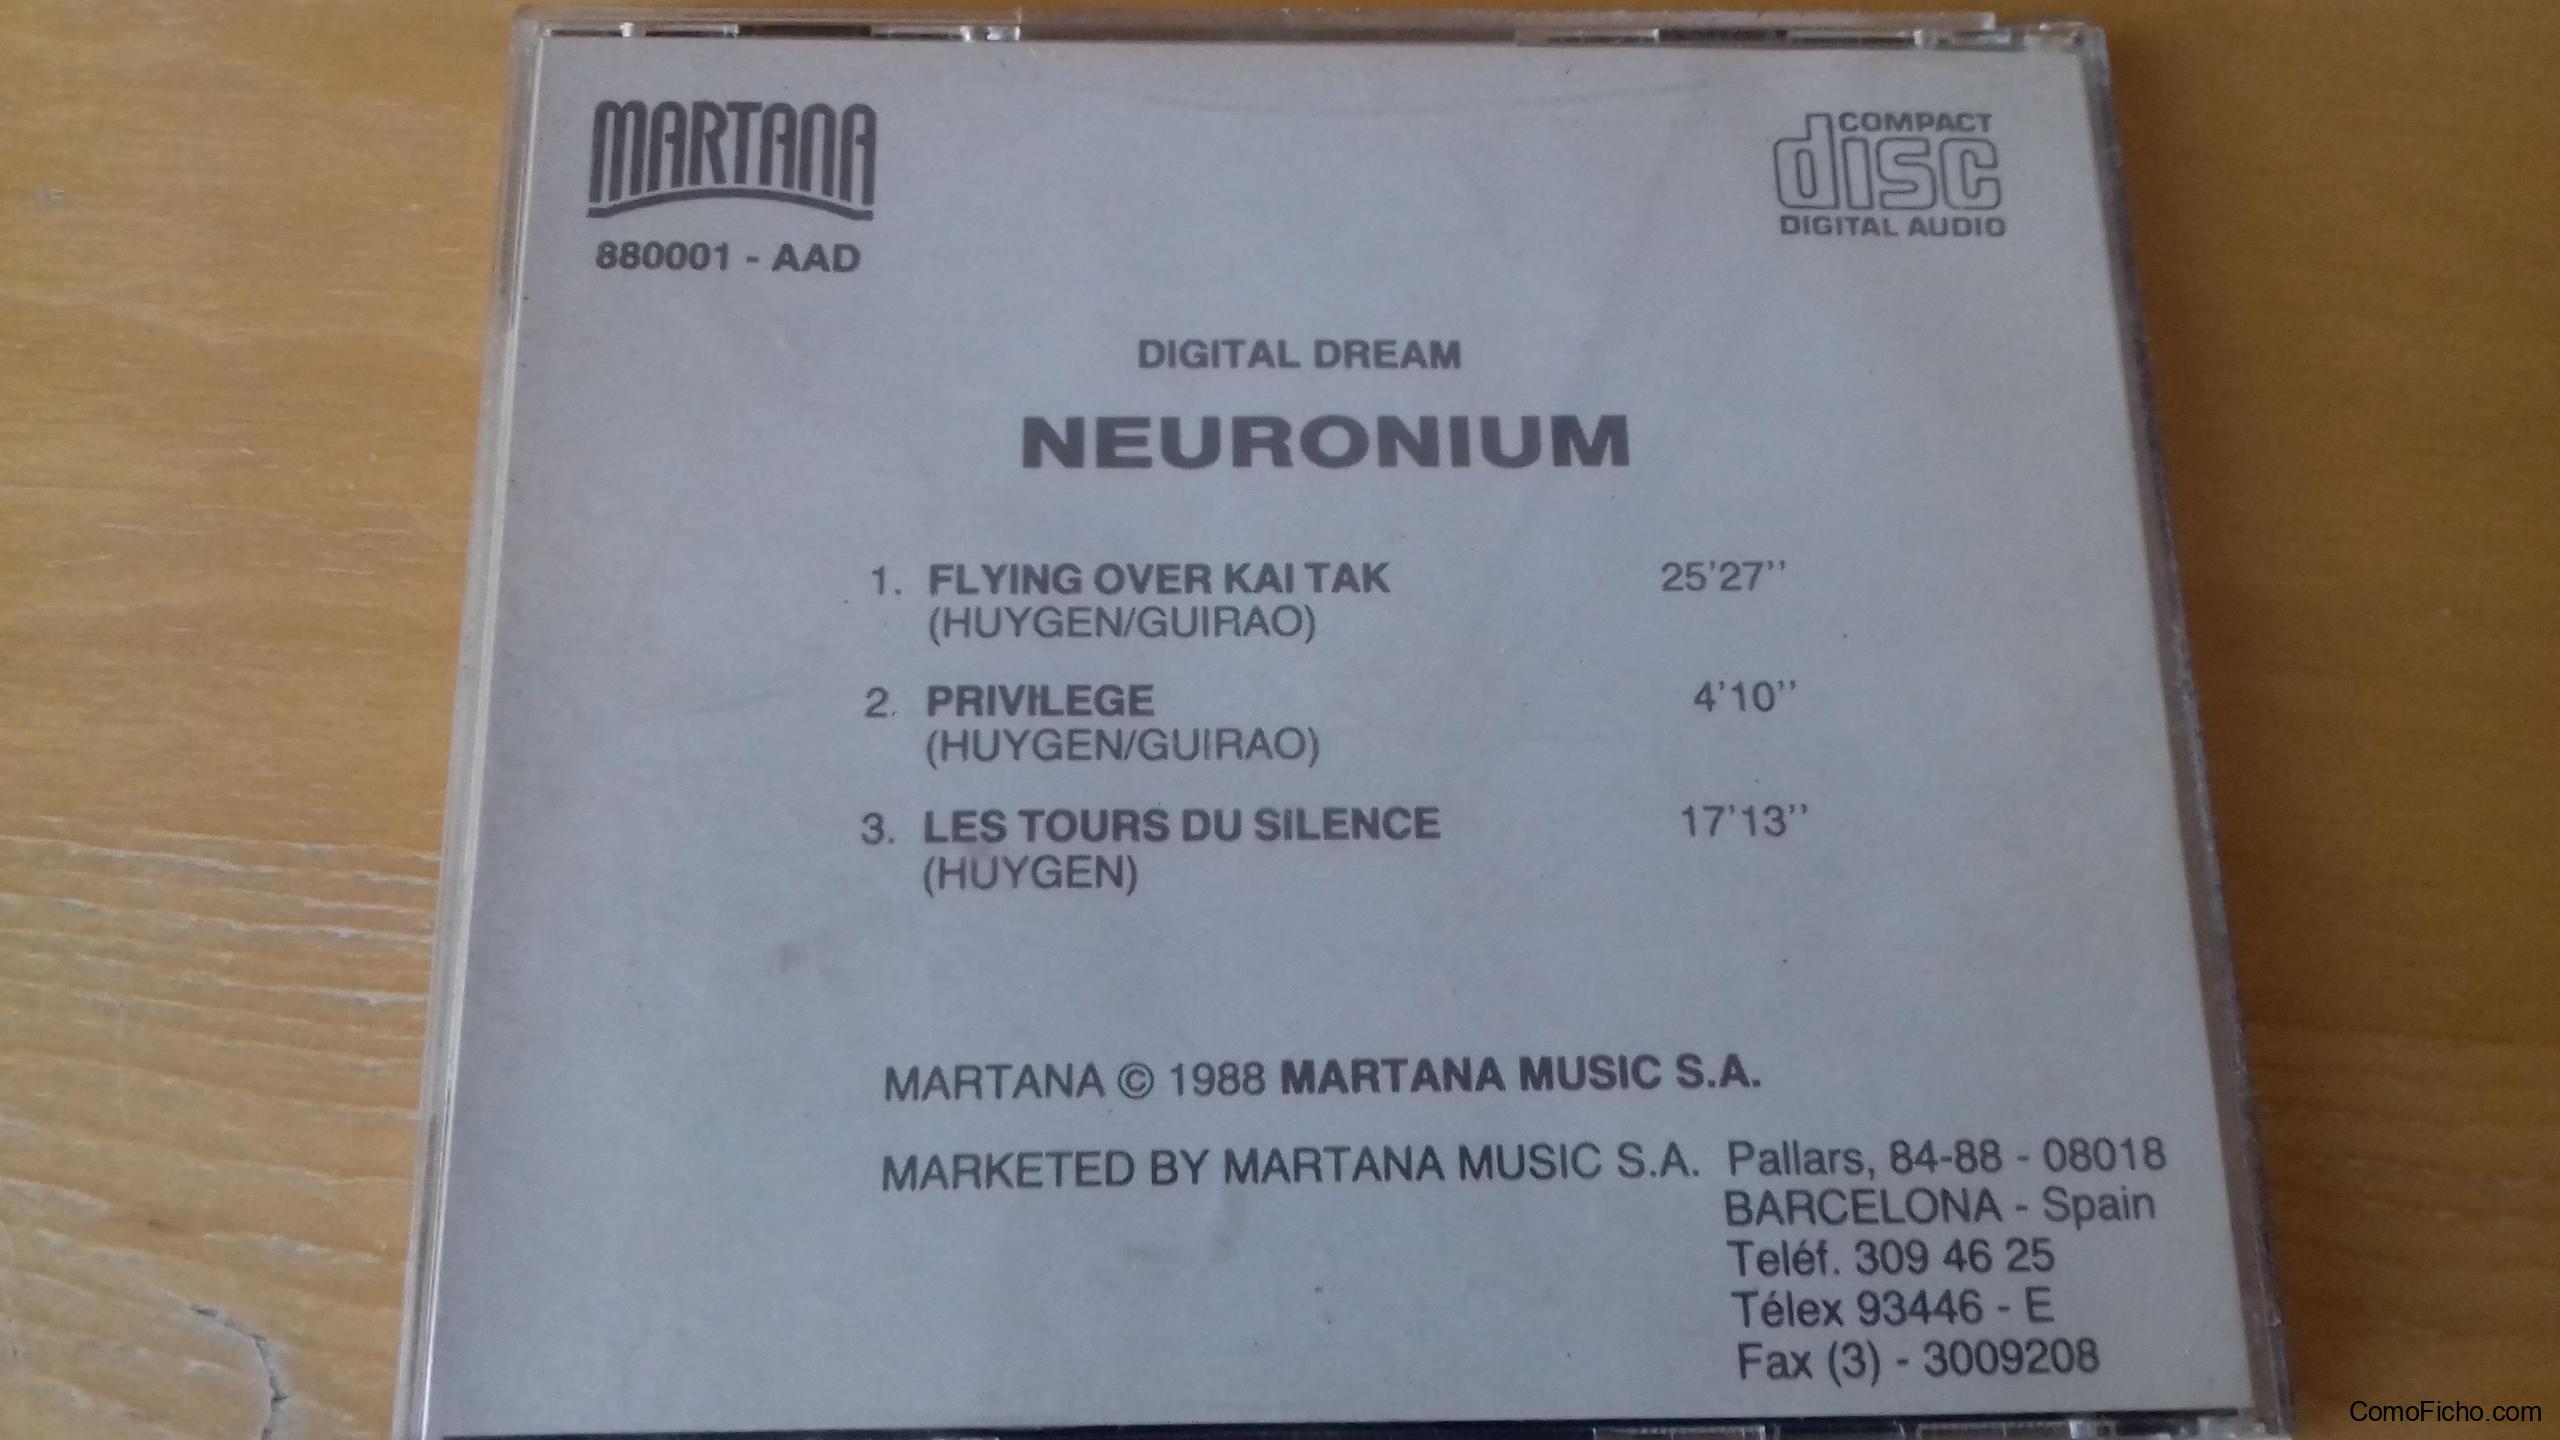 MARTANA
880001 - AAD
COMPACT
disc
DIGITAL AUDIO
DIGITAL DREAM
NEURONIUM
1. FLYING OVER KAI TAK 25'27''
(HUYGEN/GUIRAO)
2. PRIVILEGE 4'10''
(HUYGEN/GUIRAO)
3. LES TOURS DU SILENCE 17'13''
(HUYGEN)
MARTANA © 1988 MARTANA MUSIC S.A.
MARKETED BY MARTANA MUSIC S.A. Pallars, 84-88 - 08018
BARCELONA - Spain
Teléf. 309 46 25
Télex 93446 - E
Fax (3) - 3009208
ComoFicho.com